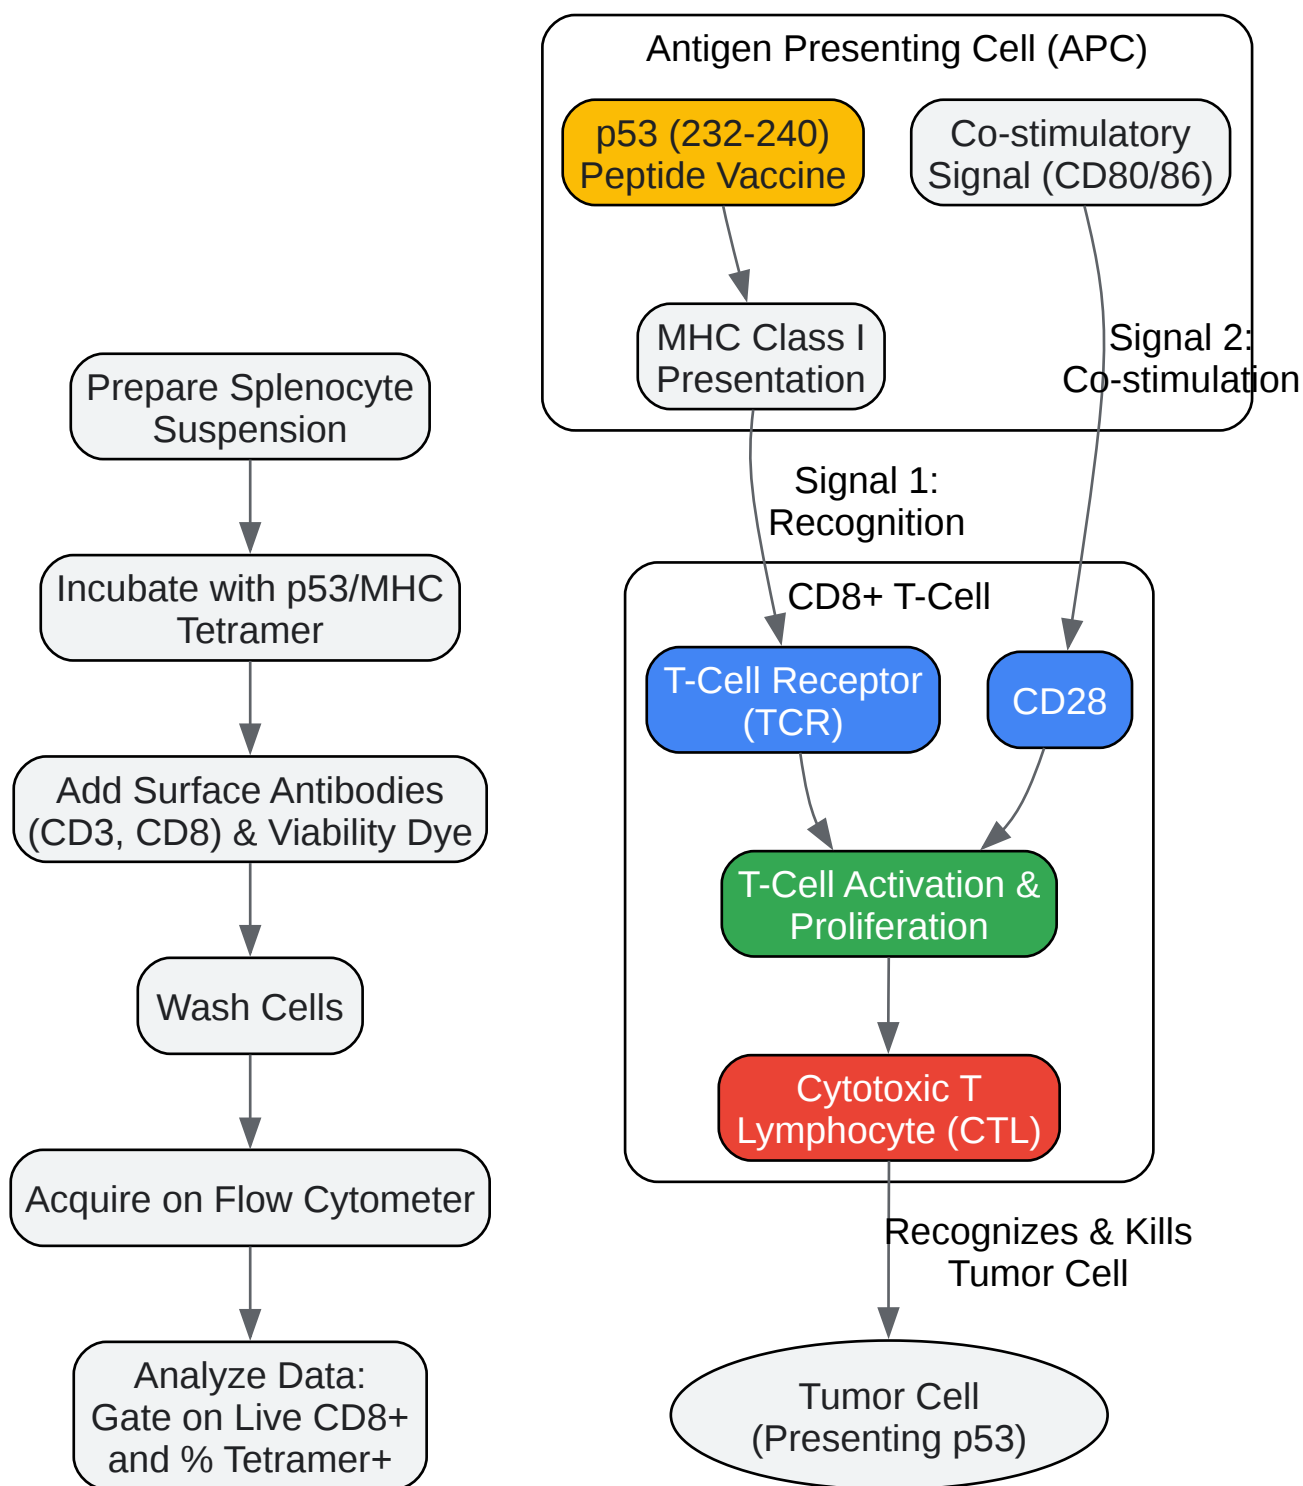 Prepare Splenocyte
Suspension
Incubate with p53/MHC
Tetramer
Add Surface Antibodies
(CD3, CD8) & Viability Dye
Wash Cells
Acquire on Flow Cytometer
Analyze Data:
Gate on Live CD8+
and % Tetramer+
Antigen Presenting Cell (APC)
p53 (232-240)
Peptide Vaccine
Co-stimulatory
Signal (CD80/86)
MHC Class I
Presentation
Signal 2:
Co-stimulation
Signal 1:
Recognition
CD8+ T-Cell
T-Cell Receptor
(TCR)
CD28
T-Cell Activation &
Proliferation
Cytotoxic T
Lymphocyte (CTL)
Recognizes & Kills
Tumor Cell
Tumor Cell
(Presenting p53)